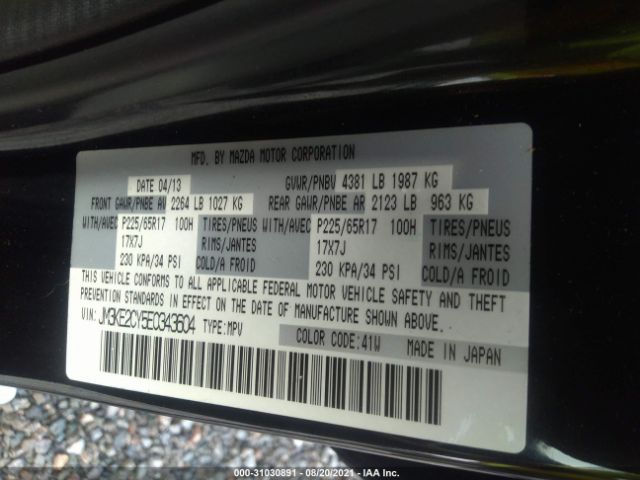 MFD. BY MAZDA MOTOR CORPORATION
DATE 04/13 GVWR/PNBV 4381 LB 1987 KG
FRONT GAWR/PNBE AV 2264 LB 1027 KG REAR GAWR/PNBE AR 2123 LB 963 KG
WITH/AVEC P225/65R17 100H TIRES/PNEUS WITH/AVEC P225/65R17 100H TIRES/PNEUS
17X7J RIMS/JANTES 17X7J RIMS/JANTES
230 KPA/34 PSI COLD/A FROID 230 KPA/34 PSI COLD/A FROID
THIS VEHICLE CONFORMS TO ALL APPLICABLE FEDERAL MOTOR VEHICLE SAFETY AND THEFT
PREVENTION STANDARDS IN EFFECT ON THE DATE OF MANUFACTURE SHOWN ABOVE.
VIN: JM3KE2CY5E0343604 TYPE: MPV
COLOR CODE: 41W MADE IN JAPAN
000-31030891 - 08/20/2021 - IAA Inc.